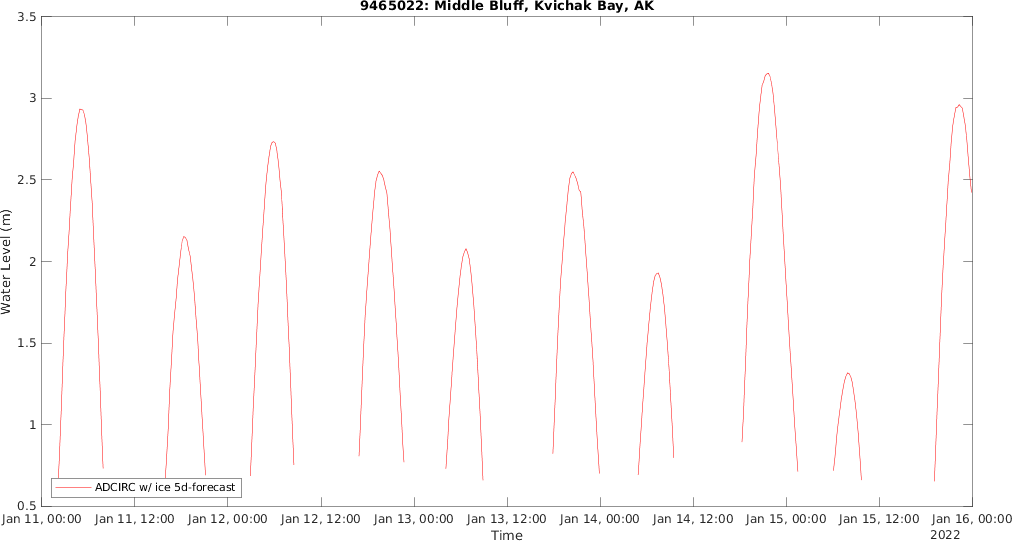 9465022: Middle Bluff, Kvichak Bay, AK
3.5
3
2.5
2
1.5
1
0.5
Water Level (m)
ADCIRC w/ ice 5d-forecast
Jan 11, 00:00 Jan 11, 12:00 Jan 12, 00:00 Jan 12, 12:00 Jan 13, 00:00 Jan 13, 12:00 Jan 14, 00:00 Jan 14, 12:00 Jan 15, 00:00 Jan 15, 12:00 Jan 16, 00:00
2022
Time